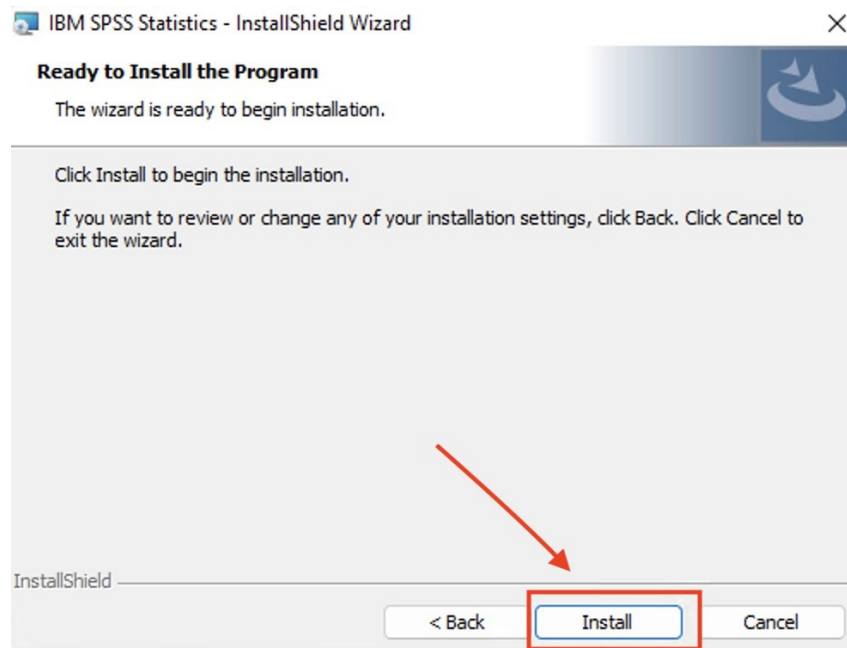 IBM SPSS Statistics - InstallShield Wizard
Ready to Install the Program
The wizard is ready to begin installation.
Click Install to begin the installation.
If you want to review or change any of your installation settings, click Back. Click Cancel to
exit the wizard.
InstallShield
< Back Install Cancel